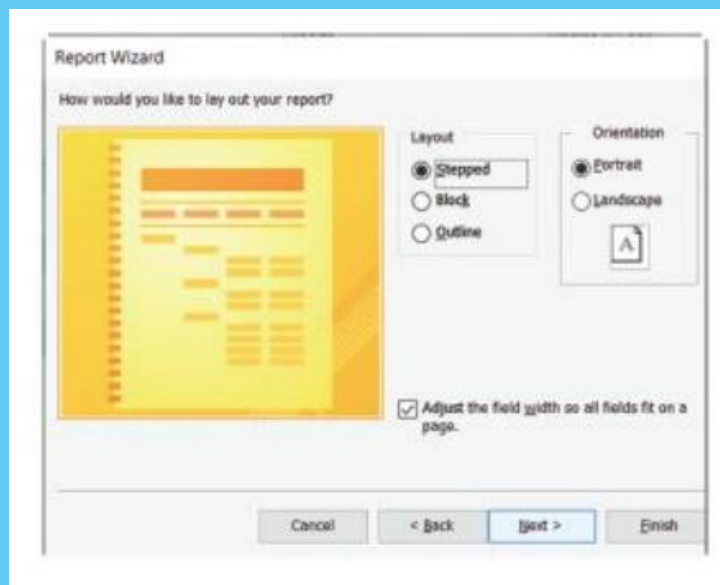 Report Wizard
How would you like to lay out your report?
Layout
Stepped
Block
Outline
Orientation
Portrait
Landscape
A
Adjust the field width so all fields fit on a
page.
Cancel
< Back
Next >
Finish